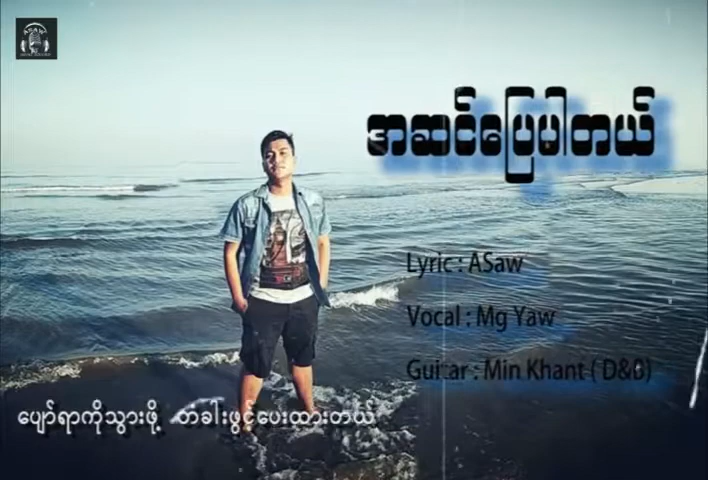 ASAW
အဆင်ပြေပါတယ်
Lyric : ASaw
Vocal : Mg Yaw
Guitar : Min Khant ( D&B)
ပျော်ရာကိုသွားဖို့ တခါးဖွင့်ပေးထားတယ်